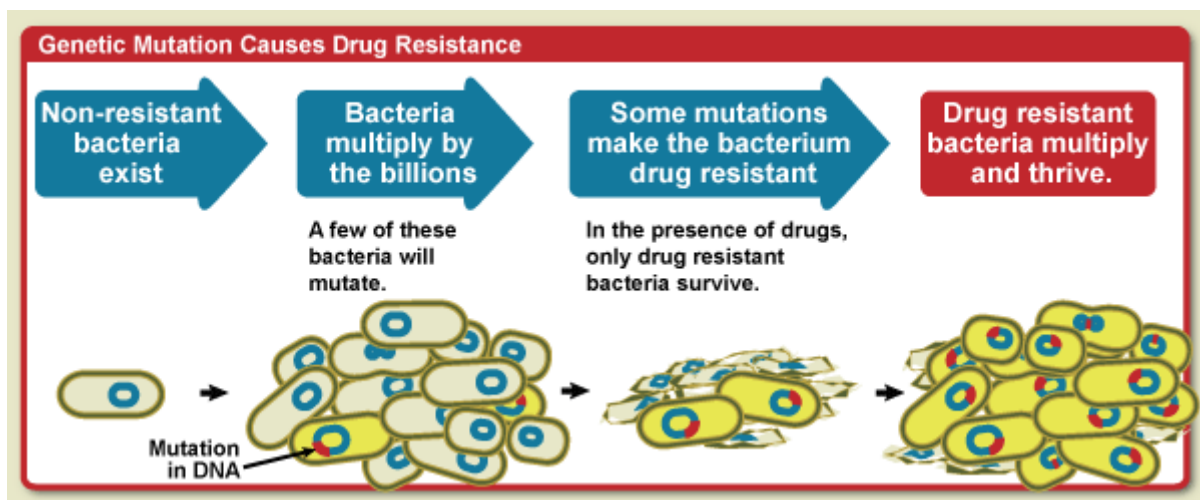 Genetic Mutation Causes Drug Resistance
Non-resistant
bacteria
exist
Bacteria
multiply by
the billions
Some mutations
make the bacterium
drug resistant
Drug resistant
bacteria multiply
and thrive.
A few of these
bacteria will
mutate.
In the presence of drugs,
only drug resistant
bacteria survive.
Mutation
in DNA